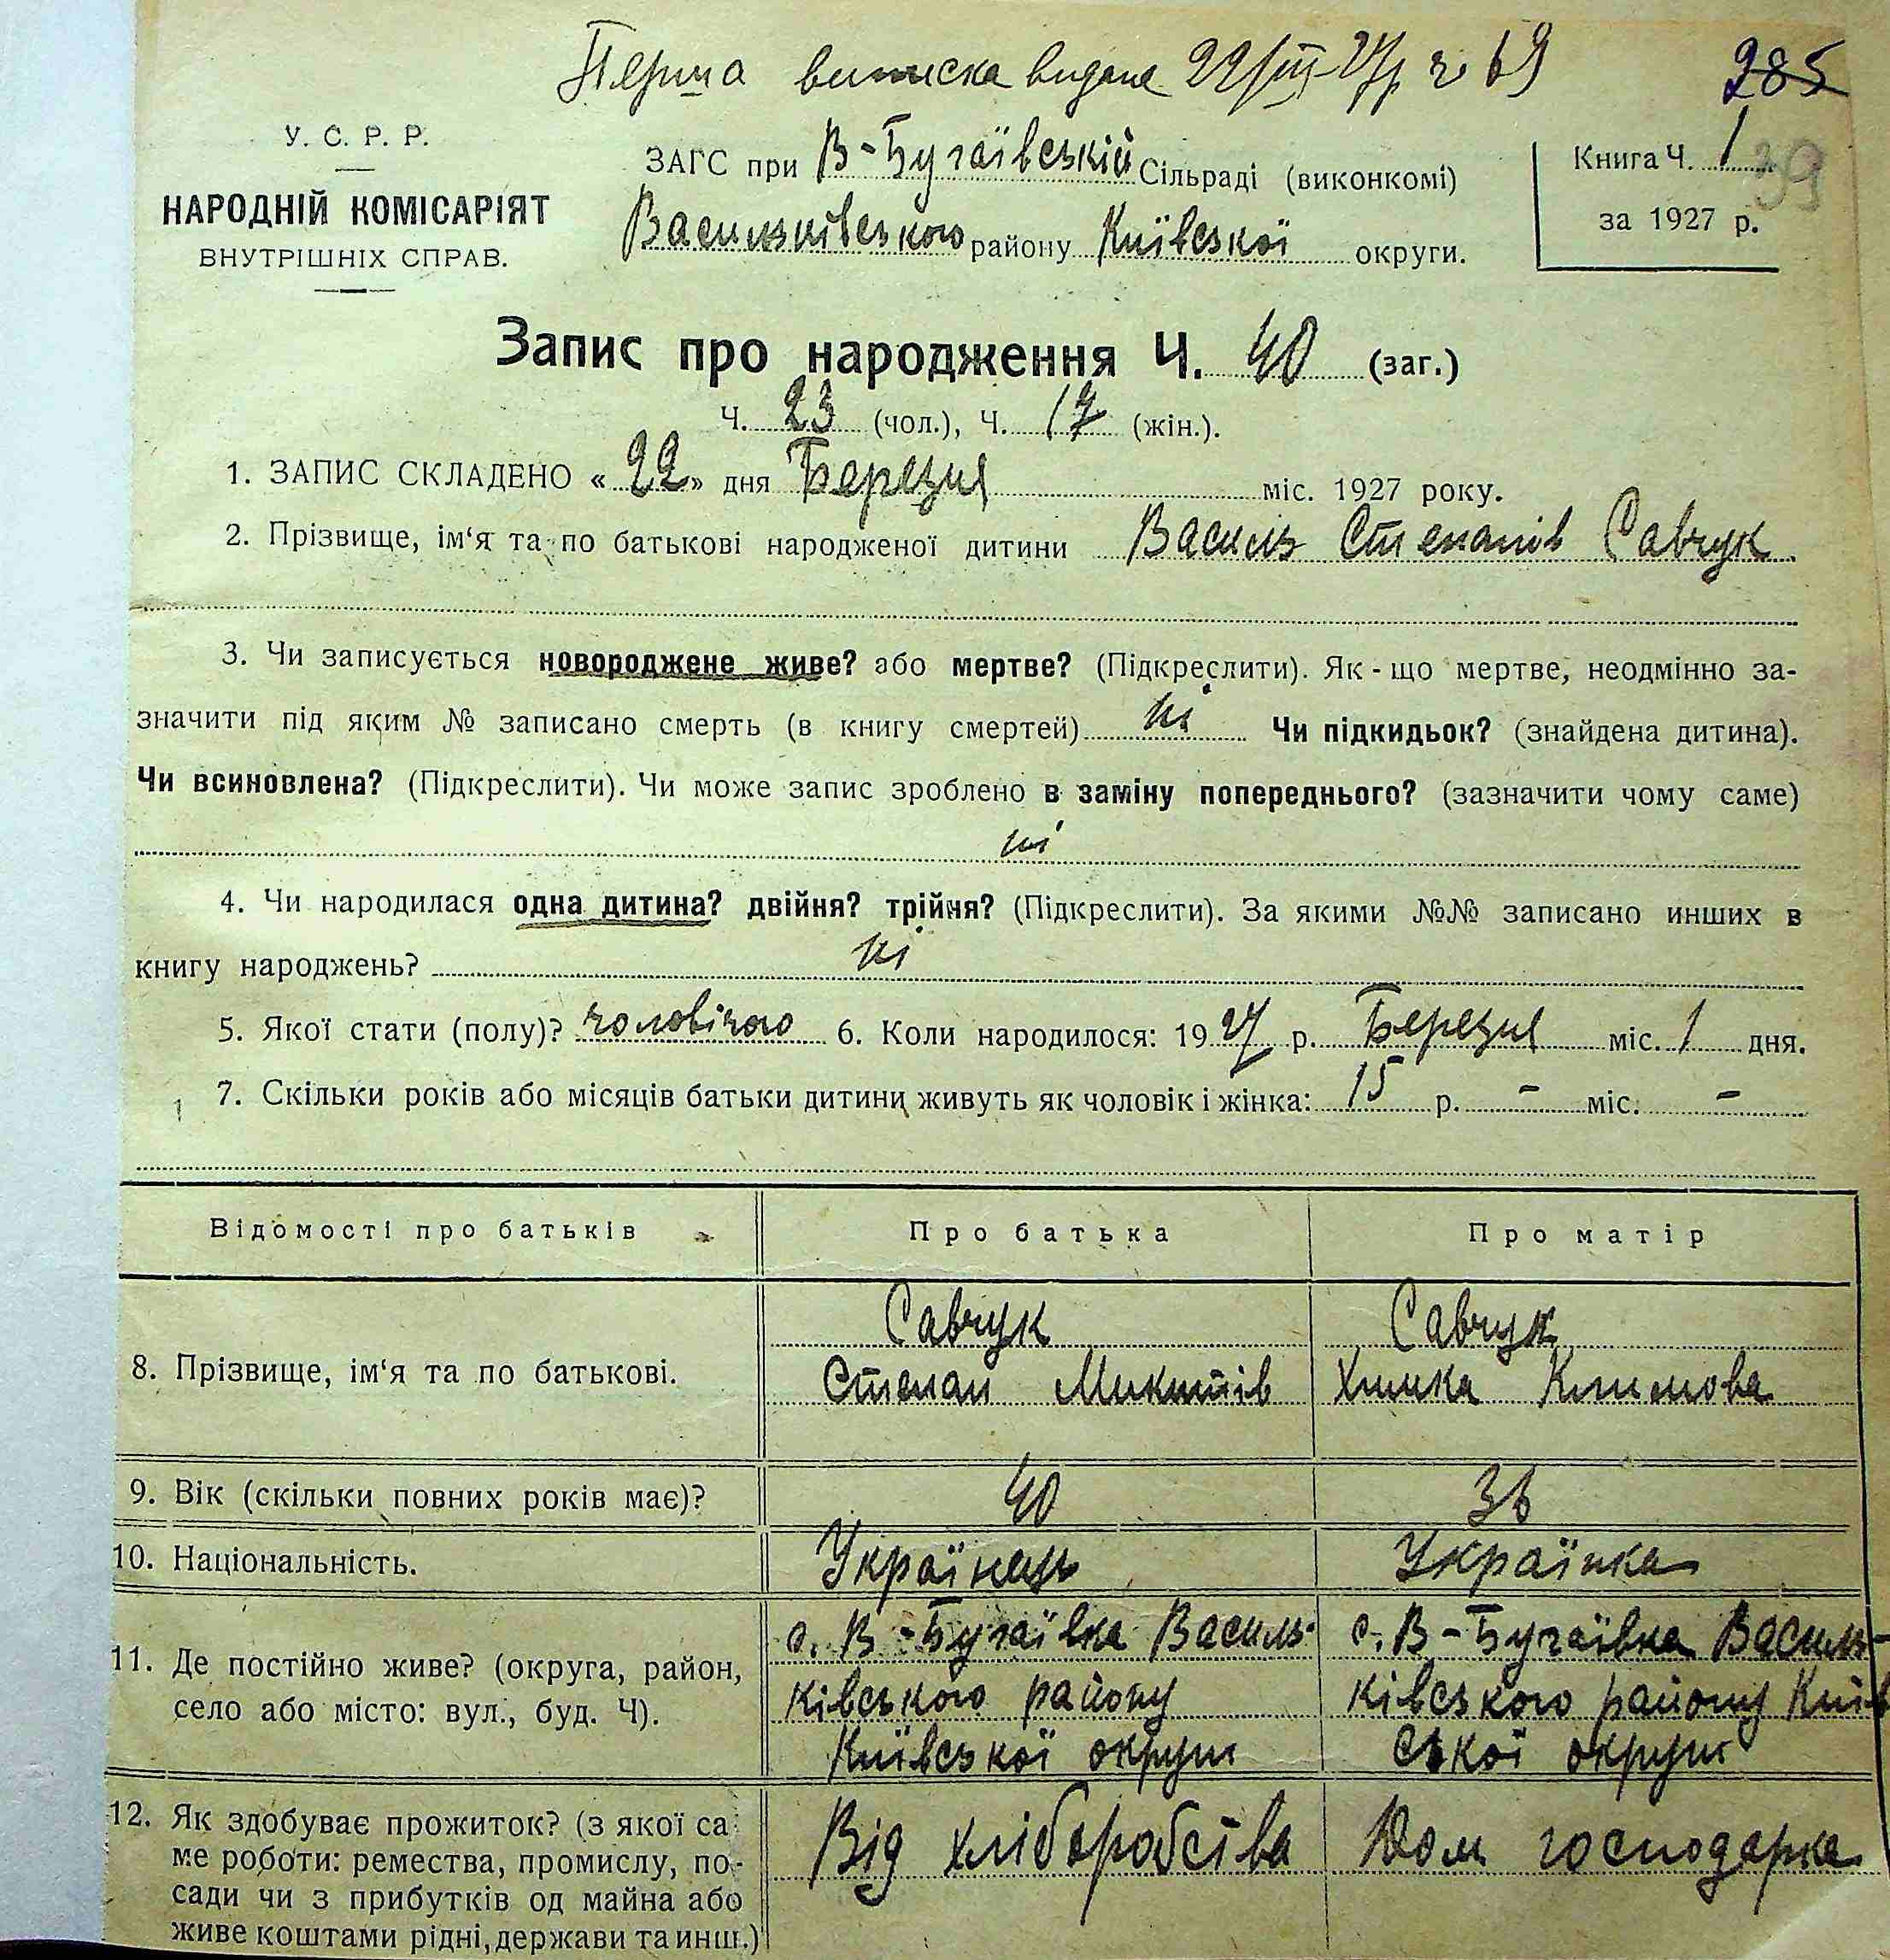 Перша виписка видана 22/III-27р ч 69
285
У. С. Р. Р.
НАРОДНІЙ КОМІСАРІЯТ
ВНУТРІШНІХ СПРАВ.
ЗАГС при В-Бугаївській Сільраді (виконкомі)
Васильківського району Київської округи.
Книга Ч. 1
39
за 1927 р.
Запис про народження Ч. 40 (заг.)
Ч. 23 (чол.), Ч. 17 (жін.).
1. ЗАПИС СКЛАДЕНО « 22 » дня Березня міс. 1927 року.
2. Прізвище, ім‘я та по батькові народженої дитини Василь Степанів Савчук
3. Чи записується новороджене живе? або мертве? (Підкреслити). Як-що мертве, неодмінно за-
значити під яким № записано смерть (в книгу смертей) ні Чи підкидьок? (знайдена дитина).
Чи всиновлена? (Підкреслити). Чи може запис зроблено в заміну попереднього? (зазначити чому саме)
ні
4. Чи народилася одна дитина? двійня? трійня? (Підкреслити). За якими №№ записано инших в
книгу народжень? ні
5. Якої стати (полу)? чоловічого 6. Коли народилося: 1927 р. Березня міс. 1 дня.
7. Скільки років або місяців батьки дитини живуть як чоловік і жінка: 15 р. - міс. -
Відомості про батьків Про батька Про матір
8. Прізвище, ім‘я та по батькові.
Савчук
Степан Микитів
Савчук
Химка Климова
9. Вік (скільки повних років має)? 40 36
10. Національність. Українець Українка
11. Де постійно живе? (округа, район,
село або місто: вул., буд. Ч).
с. В-Бугаївка Василь-
ківського району
Київської округи
с. В-Бугаївка Василь-
ківського району Київ
ської округи
12. Як здобуває прожиток? (з якої са-
ме роботи: ремества, промислу, по-
сади чи з прибутків од майна або
живе коштами рідні, держави та инш.)
Від хліборобства
Дом господарка